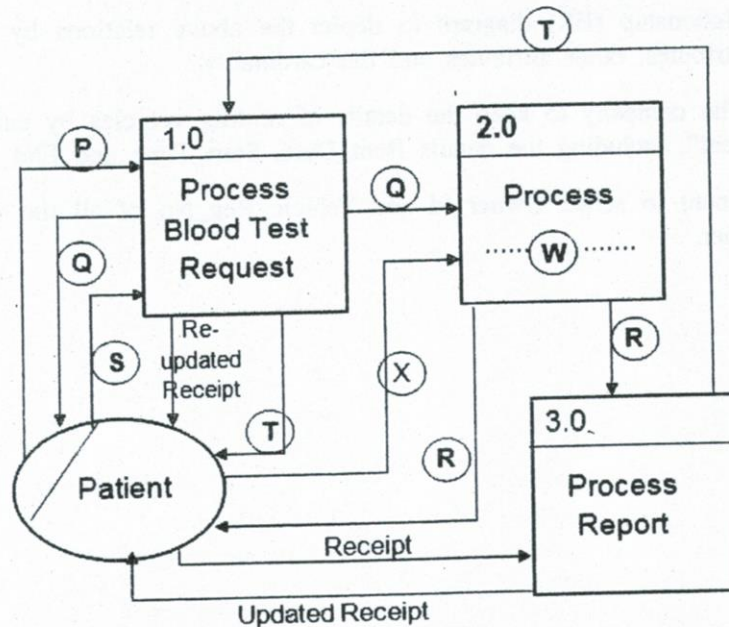 T
P
1.0
2.0
Process
Blood Test
Request
Q
Process
W
Q
S
Re-
updated
Receipt
X
R
T
R
3.0
Patient
Process
Report
Receipt
Updated Receipt